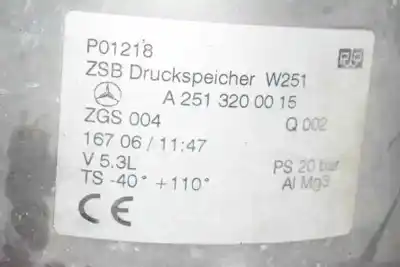 P01218
ZSB Druckspeicher W251
A 251 320 00 15
ZGS 004 Q 002
167 06 / 11:47
V 5.3L PS 20 bar
TS -40° +110° Al Mg3
CE